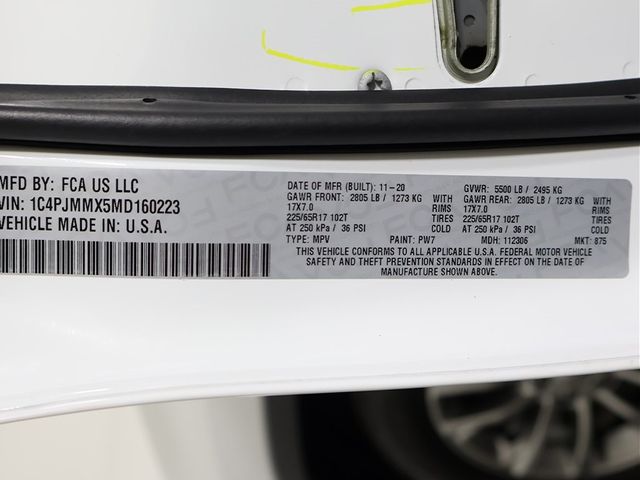 MFD BY: FCA US LLC
VIN: 1C4PJMMX5MD160223
VEHICLE MADE IN: U.S.A.
DATE OF MFR (BUILT): 11-20 GVWR: 5500 LB / 2495 KG
GAWR FRONT: 2805 LB / 1273 KG WITH GAWR REAR: 2805 LB / 1273 KG WITH
17X7.0 RIMS 17X7.0 RIMS
225/65R17 102T TIRES 225/65R17 102T TIRES
AT 250 kPa / 36 PSI COLD AT 250 kPa / 36 PSI COLD
TYPE: MPV PAINT: PW7 MDH: 112306 MKT: 875
THIS VEHICLE CONFORMS TO ALL APPLICABLE U.S.A. FEDERAL MOTOR VEHICLE
SAFETY AND THEFT PREVENTION STANDARDS IN EFFECT ON THE DATE OF
MANUFACTURE SHOWN ABOVE.